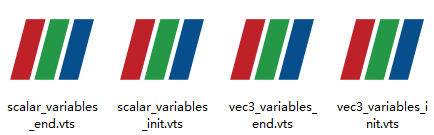 scalar_variables
_end.vts
scalar_variables
_init.vts
vec3_variables_
end.vts
vec3_variables_i
nit.vts